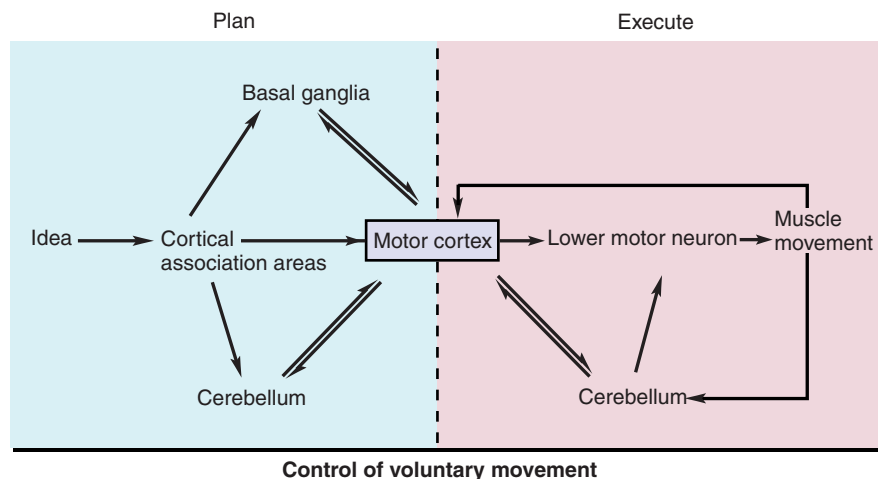 Plan
Execute
Basal ganglia
Idea
Cortical
association areas
Motor cortex
Lower motor neuron
Muscle
movement
Cerebellum
Cerebellum
Control of voluntary movement